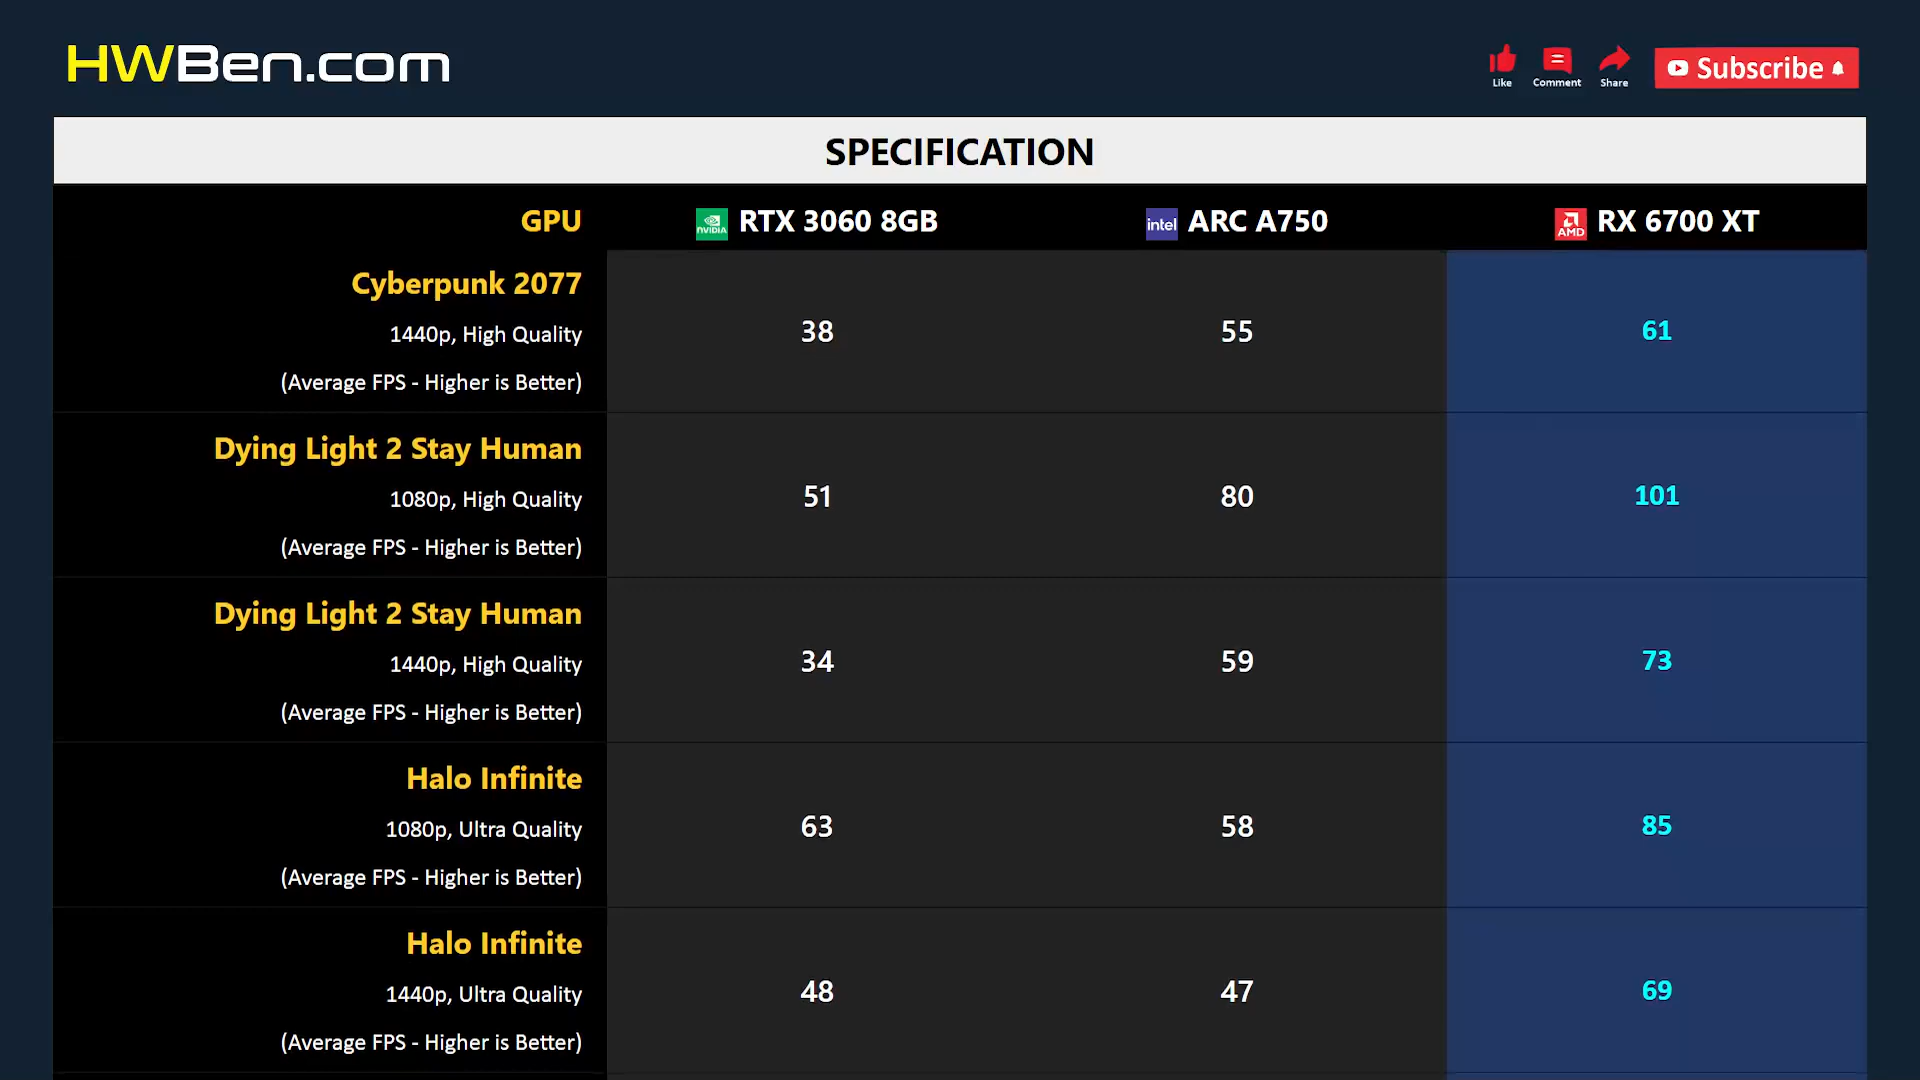 HWBen.com
Like
Comment
Share
Subscribe
SPECIFICATION
GPU
nVIDIA RTX 3060 8GB
intel ARC A750
AMD RX 6700 XT
Cyberpunk 2077
1440p, High Quality
(Average FPS - Higher is Better)
38
55
61
Dying Light 2 Stay Human
1080p, High Quality
(Average FPS - Higher is Better)
51
80
101
Dying Light 2 Stay Human
1440p, High Quality
(Average FPS - Higher is Better)
34
59
73
Halo Infinite
1080p, Ultra Quality
(Average FPS - Higher is Better)
63
58
85
Halo Infinite
1440p, Ultra Quality
(Average FPS - Higher is Better)
48
47
69